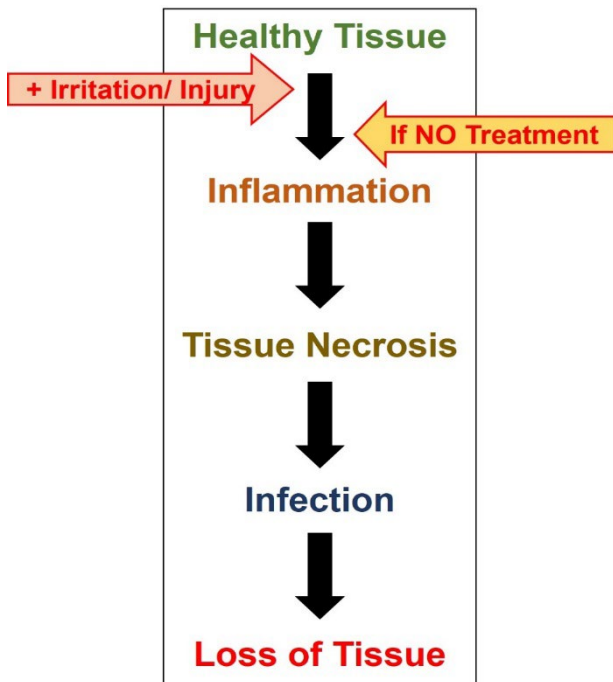 Healthy Tissue
+ Irritation/ Injury
If NO Treatment
Inflammation
Tissue Necrosis
Infection
Loss of Tissue